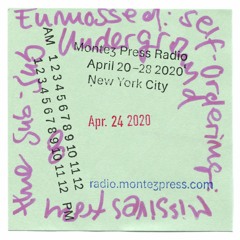 Enmossed: Self-Ordering
Missives from
the Sub-Sub
Underground
Montez Press Radio
April 20-28 2020
New York City
AM 1 2 3 4 5 6 7 8 9 10 11 12
1 2 3 4 5 6 7 8 9 10 11 12 PM
Apr. 24 2020
radio.montezpress.com